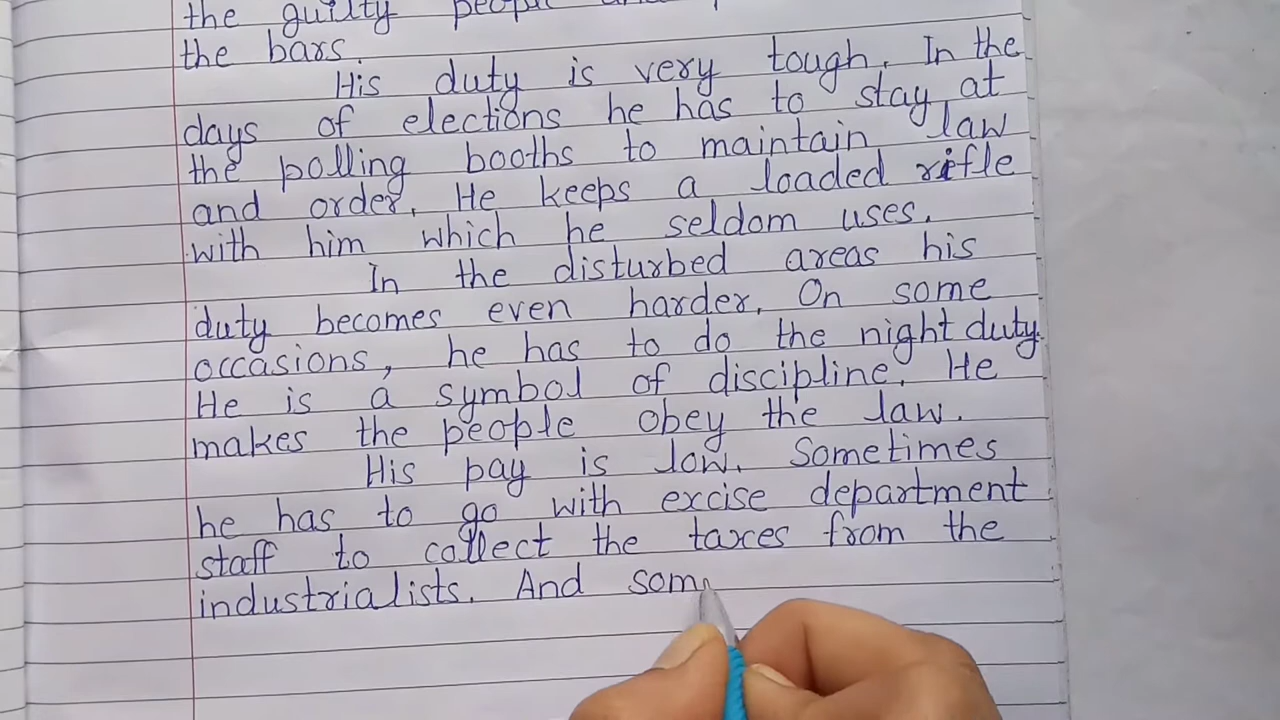 the guilty people
the bars.
His duty is very tough. In the
days of elections he has to stay at
the polling booths to maintain law
and order. He keeps a loaded rifle
with him which he seldom uses.
In the disturbed areas his
duty becomes even harder. On some
occasions, he has to do the night duty.
He is a symbol of discipline. He
makes the people obey the law.
His pay is low. Sometimes
he has to go with excise department
staff to collect the taxes from the
industrialists. And som